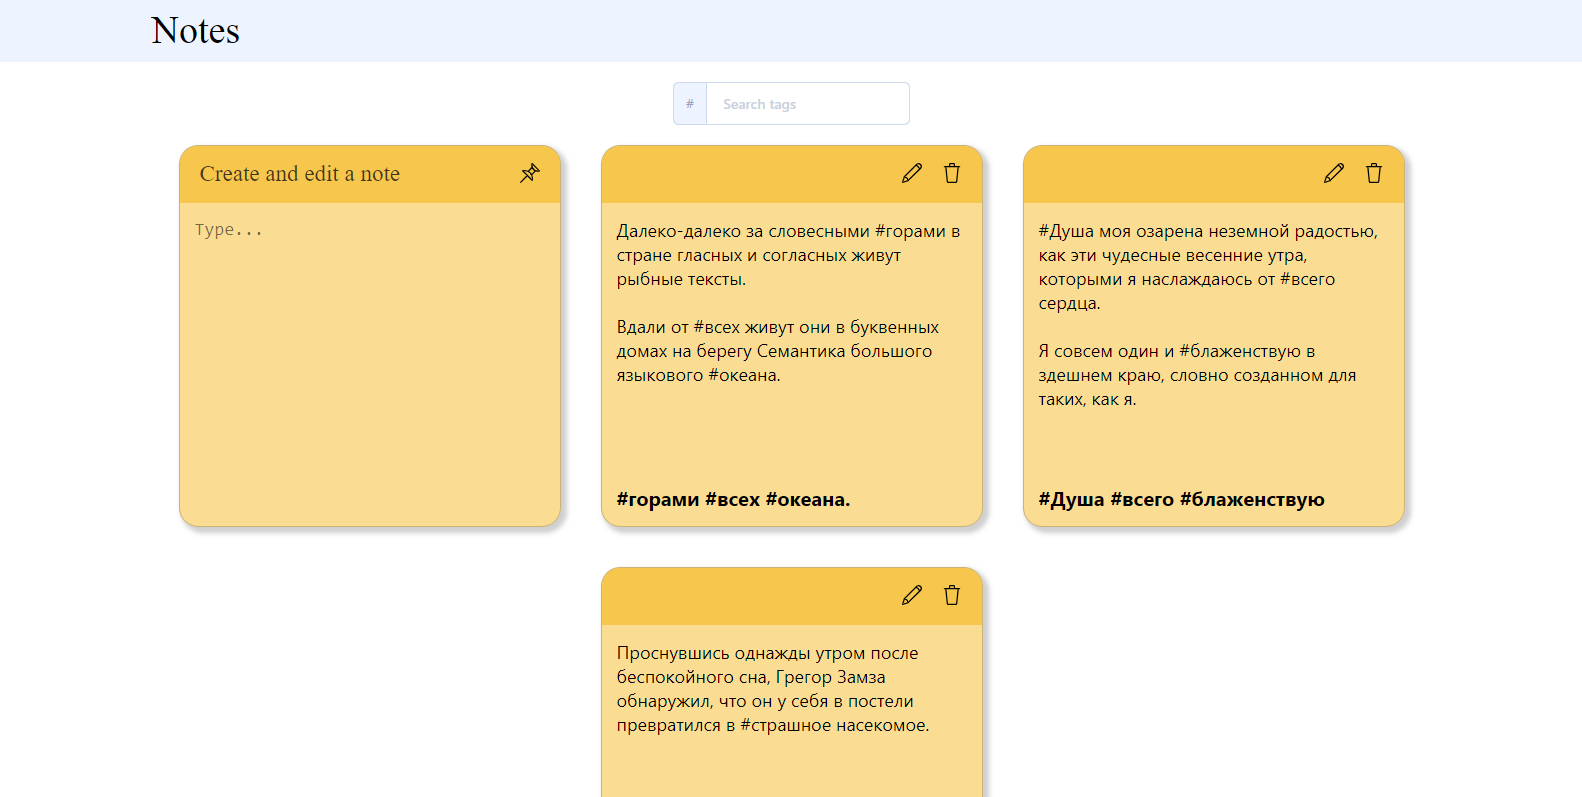 Notes
# Search tags
Create and edit a note
Type...
Далеко-далеко за словесными #горами в
стране гласных и согласных живут
рыбные тексты.
Вдали от #всех живут они в буквенных
домах на берегу Семантика большого
языкового #океана.
#горами #всех #океана.
#Душа моя озарена неземной радостью,
как эти чудесные весенние утра,
которыми я наслаждаюсь от #всего
сердца.
Я совсем один и #блаженствую в
здешнем краю, словно созданном для
таких, как я.
#Душа #всего #блаженствую
Проснувшись однажды утром после
беспокойного сна, Грегор Замза
обнаружил, что он у себя в постели
превратился в #страшное насекомое.